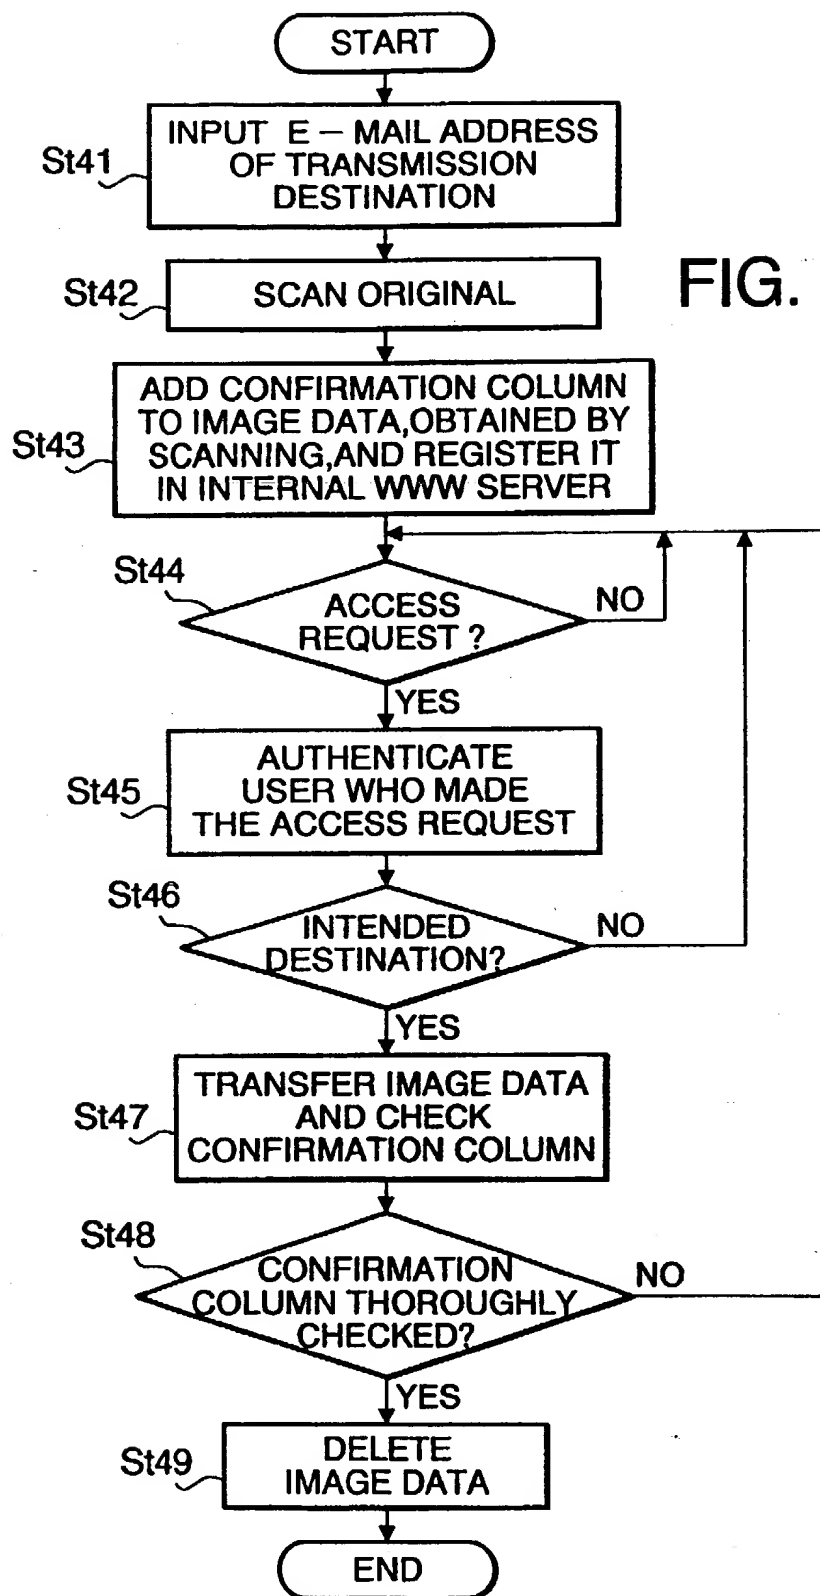 START
St41
INPUT E – MAIL ADDRESS
OF TRANSMISSION
DESTINATION
St42
SCAN ORIGINAL
FIG.
St43
ADD CONFIRMATION COLUMN
TO IMAGE DATA,OBTAINED BY
SCANNING,AND REGISTER IT
IN INTERNAL WWW SERVER
St44
ACCESS
REQUEST ?
NO
YES
St45
AUTHENTICATE
USER WHO MADE
THE ACCESS REQUEST
St46
INTENDED
DESTINATION?
NO
YES
St47
TRANSFER IMAGE DATA
AND CHECK
CONFIRMATION COLUMN
St48
CONFIRMATION
COLUMN THOROUGHLY
CHECKED?
NO
YES
St49
DELETE
IMAGE DATA
END